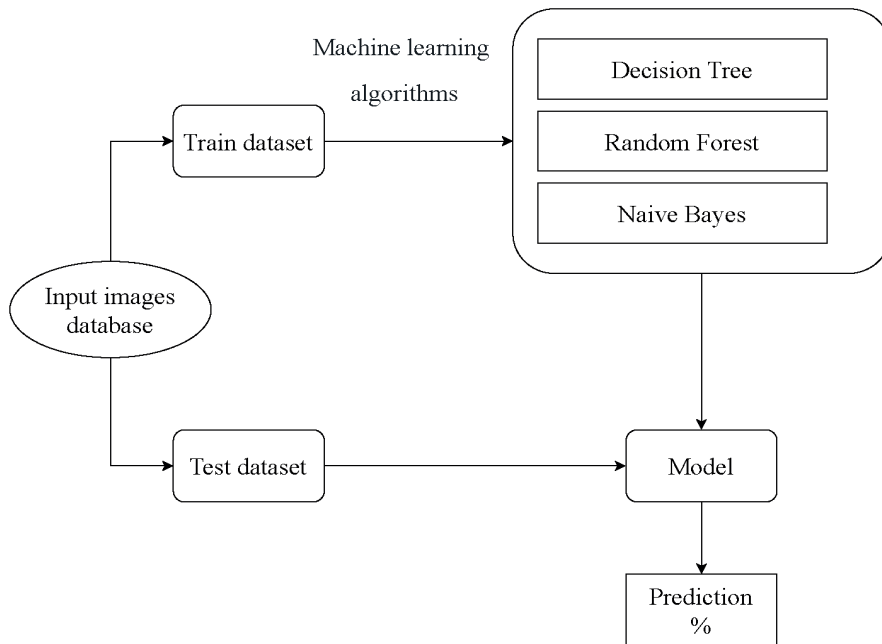 Machine learning
algorithms
Decision Tree
Train dataset
Random Forest
Naive Bayes
Input images
database
Test dataset
Model
Prediction
%